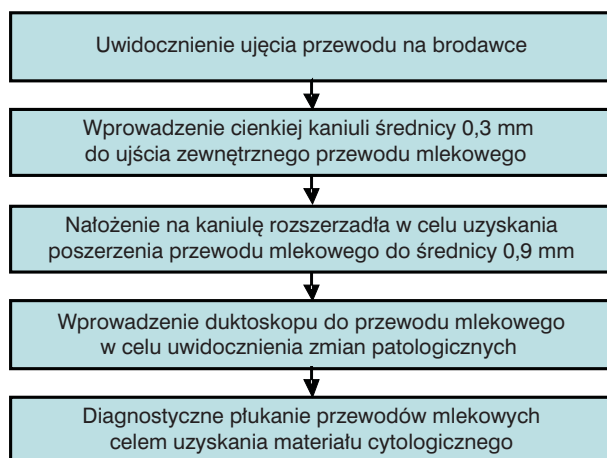 Uwidocznienie ujęcia przewodu na brodawce
Wprowadzenie cienkiej kaniuli średnicy 0,3 mm
do ujścia zewnętrznego przewodu mlekowego
Nałożenie na kaniulę rozszerzadła w celu uzyskania
poszerzenia przewodu mlekowego do średnicy 0,9 mm
Wprowadzenie duktoskopu do przewodu mlekowego
w celu uwidocznienia zmian patologicznych
Diagnostyczne płukanie przewodów mlekowych
celem uzyskania materiału cytologicznego